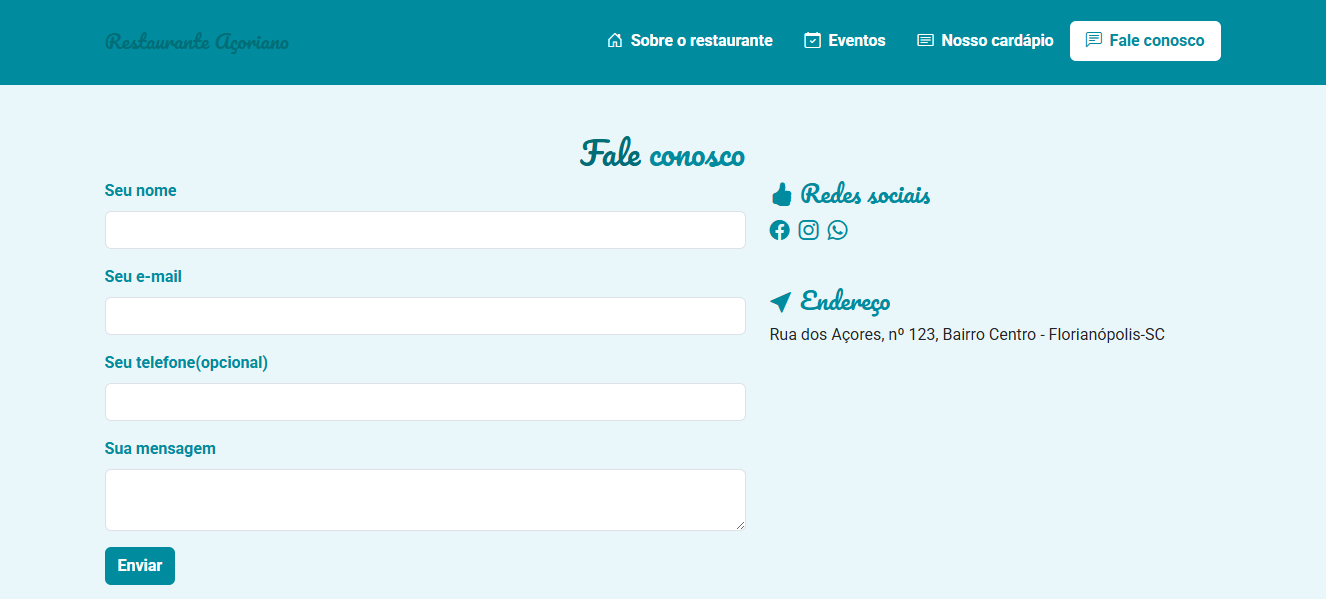 Restaurante Açoriano
Sobre o restaurante
Eventos
Nosso cardápio
Fale conosco
Fale conosco
Seu nome
Seu e-mail
Seu telefone(opcional)
Sua mensagem
Enviar
Redes sociais
Endereço
Rua dos Açores, nº 123, Bairro Centro - Florianópolis-SC